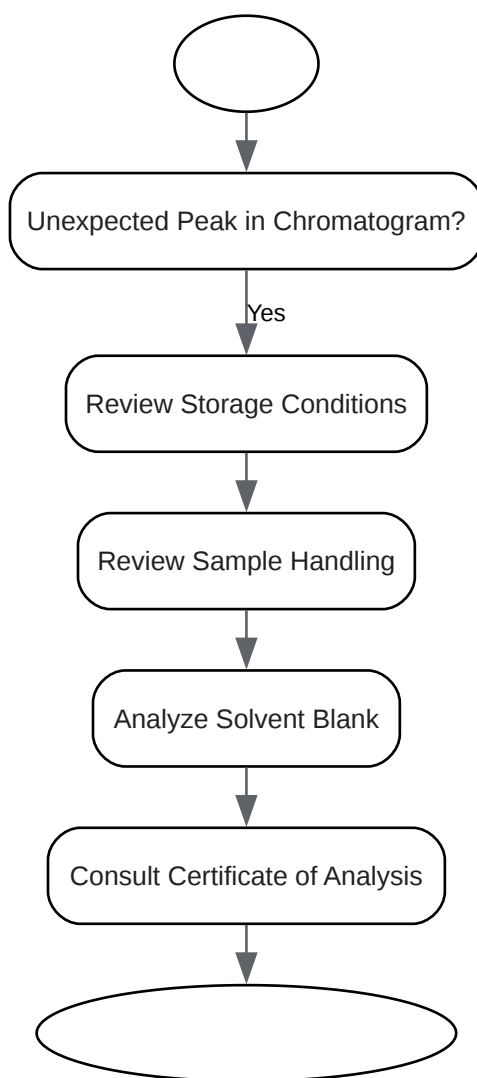 Unexpected Peak in Chromatogram?
Yes
Review Storage Conditions
Review Sample Handling
Analyze Solvent Blank
Consult Certificate of Analysis